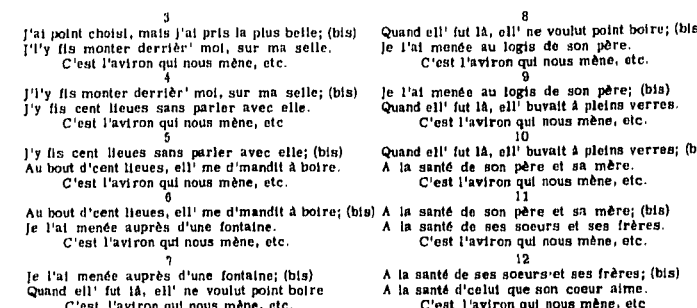 3
J'ai point choisi, mais j'ai pris la plus belle; (bis)
J'l'y fis monter derrièr' moi, sur ma selle.
C'est l'aviron qui nous mène, etc.
4
J'l'y fis monter derrièr' moi, sur ma selle; (bis)
J'y fis cent lieues sans parler avec elle.
C'est l'aviron qui nous mène, etc
5
J'y fis cent lieues sans parler avec elle; (bis)
Au bout d'cent lieues, ell' me d'mandit à boire.
C'est l'aviron qui nous mène, etc.
6
Au bout d'cent lieues, ell' me d'mandit à boire; (bis)
Je l'ai menée auprès d'une fontaine.
C'est l'aviron qui nous mène, etc.
7
Je l'ai menée auprès d'une fontaine; (bis)
Quand ell' fut là, ell' ne voulut point boire
C'est l'aviron qui nous mène, etc.
8
Quand ell' fut là, ell' ne voulut point boire; (bis
Je l'ai menée au logis de son père.
C'est l'aviron qui nous mène, etc.
9
Je l'ai menée au logis de son père; (bis)
Quand ell' fut là, ell' buvait à pleins verres.
C'est l'aviron qui nous mène, etc.
10
Quand ell' fut là, ell' buvait à pleins verres; (b
A la santé de son père et sa mère.
C'est l'aviron qui nous mène, etc.
11
A la santé de son père et sa mère; (bis)
A la santé de ses soeurs et ses frères.
C'est l'aviron qui nous mène, etc.
12
A la santé de ses soeurs et ses frères; (bis)
A la santé d'celui que son coeur aime.
C'est l'aviron qui nous mène, etc.